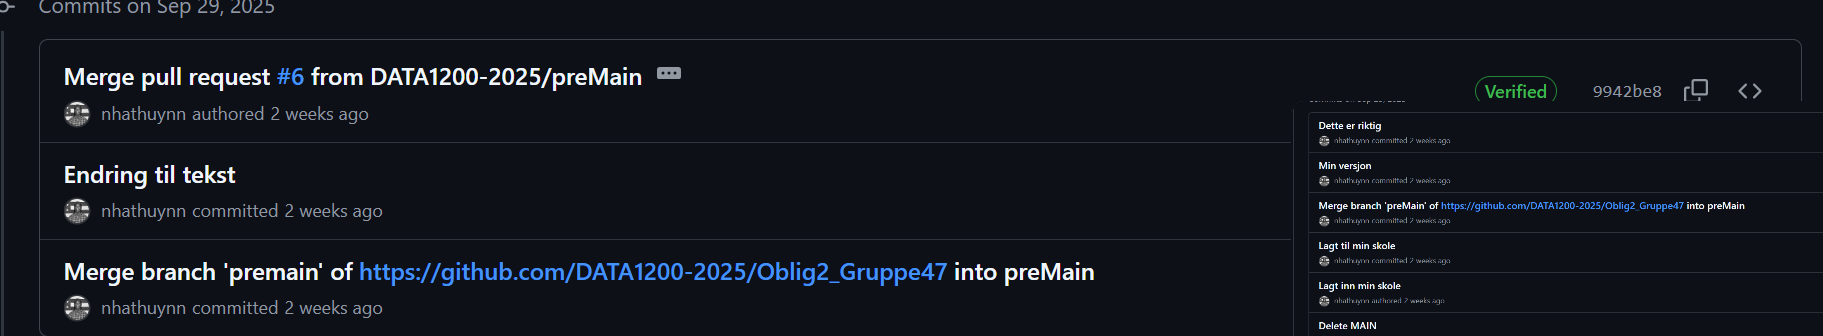 Commits on Sep 29, 2025
Merge pull request #6 from DATA1200-2025/preMain
nhathuynn authored 2 weeks ago
Verified 9942be8
Endring til tekst
nhathuynn committed 2 weeks ago
Merge branch 'premain' of https://github.com/DATA1200-2025/Oblig2_Gruppe47 into preMain
nhathuynn committed 2 weeks ago
Dette er riktig
nhathuynn committed 2 weeks ago
Min versjon
nhathuynn committed 2 weeks ago
Merge branch 'preMain' of https://github.com/DATA1200-2025/Oblig2_Gruppe47 into preMain
nhathuynn committed 2 weeks ago
Lagt til min skole
nhathuynn committed 2 weeks ago
Lagt inn min skole
nhathuynn authored 2 weeks ago
Delete MAIN